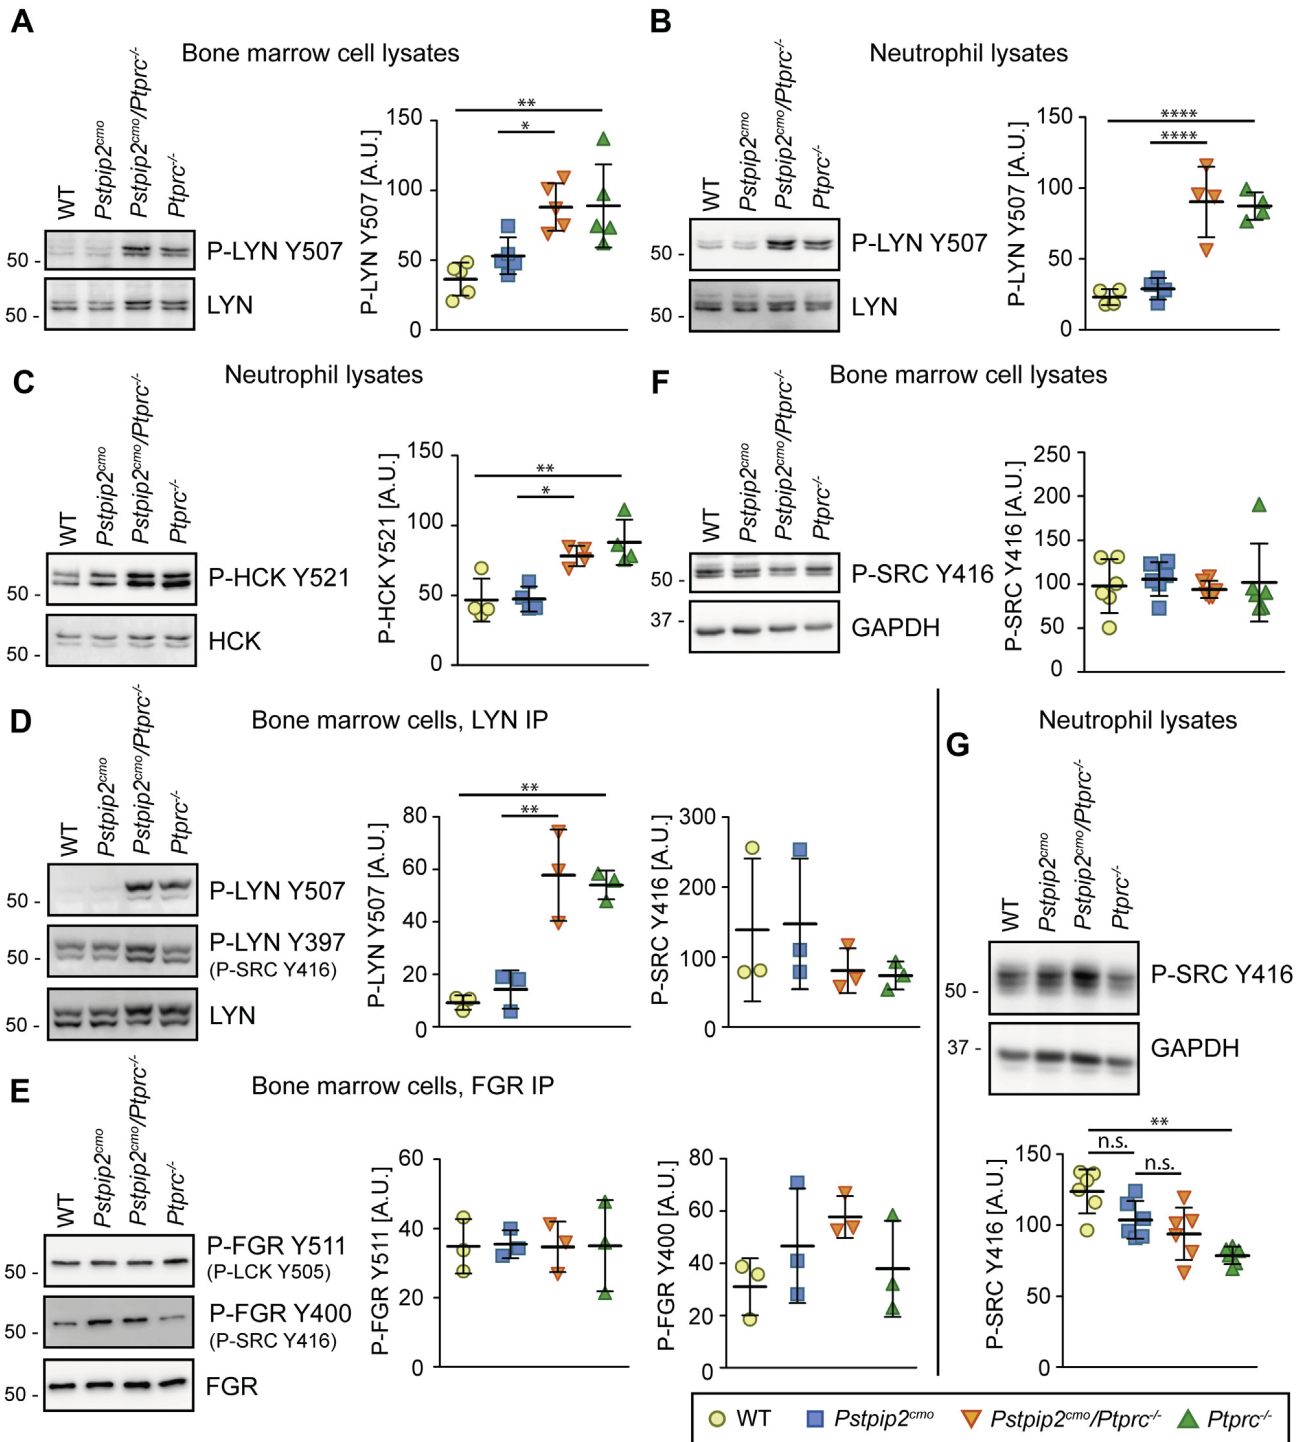 A
Bone marrow cell lysates
WT
Pstpip2cmo
Pstpip2cmo/Ptprc-/-
Ptprc-/-
50 -
P-LYN Y507
50 -
LYN
P-LYN Y507 [A.U.]
150
100
50
0
**
*
B
Neutrophil lysates
WT
Pstpip2cmo
Pstpip2cmo/Ptprc-/-
Ptprc-/-
50 -
P-LYN Y507
50 -
LYN
P-LYN Y507 [A.U.]
150
100
50
0
****
****
C
Neutrophil lysates
WT
Pstpip2cmo
Pstpip2cmo/Ptprc-/-
Ptprc-/-
50 -
P-HCK Y521
50 -
HCK
P-HCK Y521 [A.U.]
150
100
50
0
**
*
F
Bone marrow cell lysates
WT
Pstpip2cmo
Pstpip2cmo/Ptprc-/-
Ptprc-/-
50 -
P-SRC Y416
37 -
GAPDH
P-SRC Y416 [A.U.]
250
200
150
100
50
0
D
Bone marrow cells, LYN IP
WT
Pstpip2cmo
Pstpip2cmo/Ptprc-/-
Ptprc-/-
50 -
P-LYN Y507
50 -
P-LYN Y397
(P-SRC Y416)
50 -
LYN
P-LYN Y507 [A.U.]
80
60
40
20
0
**
**
P-SRC Y416 [A.U.]
300
200
100
0
E
Bone marrow cells, FGR IP
WT
Pstpip2cmo
Pstpip2cmo/Ptprc-/-
Ptprc-/-
50 -
P-FGR Y511
(P-LCK Y505)
50 -
P-FGR Y400
(P-SRC Y416)
50 -
FGR
P-FGR Y511 [A.U.]
60
40
20
0
P-FGR Y400 [A.U.]
80
60
40
20
0
Neutrophil lysates
G
WT
Pstpip2cmo
Pstpip2cmo/Ptprc-/-
Ptprc-/-
50 -
P-SRC Y416
37 -
GAPDH
P-SRC Y416 [A.U.]
150
100
50
0
**
n.s.
n.s.
WT
Pstpip2cmo
Pstpip2cmo/Ptprc-/-
Ptprc-/-